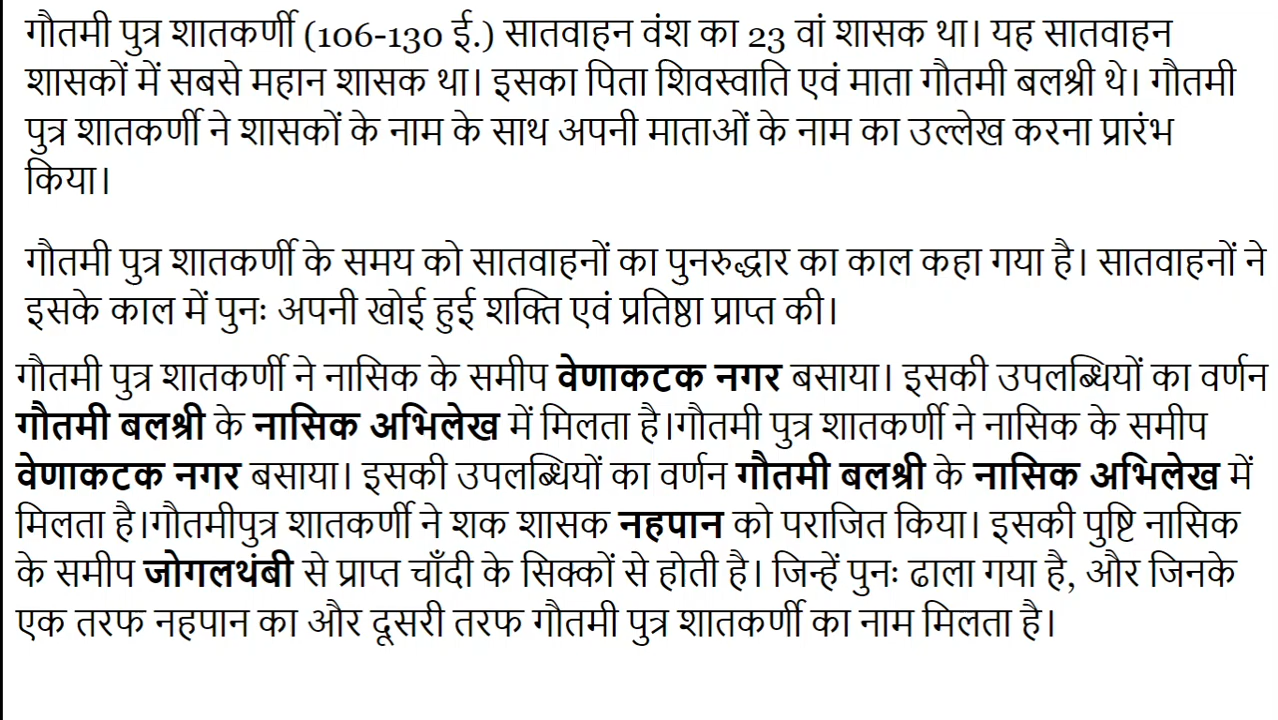 गौतमी पुत्र शातकर्णी (106-130 ई.) सातवाहन वंश का 23 वां शासक था। यह सातवाहन
शासकों में सबसे महान शासक था। इसका पिता शिवस्वाति एवं माता गौतमी बलश्री थे। गौतमी
पुत्र शातकर्णी ने शासकों के नाम के साथ अपनी माताओं के नाम का उल्लेख करना प्रारंभ
किया।
गौतमी पुत्र शातकर्णी के समय को सातवाहनों का पुनरुद्धार का काल कहा गया है। सातवाहनों ने
इसके काल में पुनः अपनी खोई हुई शक्ति एवं प्रतिष्ठा प्राप्त की।
गौतमी पुत्र शातकर्णी ने नासिक के समीप वेणाकटक नगर बसाया। इसकी उपलब्धियों का वर्णन
गौतमी बलश्री के नासिक अभिलेख में मिलता है।गौतमी पुत्र शातकर्णी ने नासिक के समीप
वेणाकटक नगर बसाया। इसकी उपलब्धियों का वर्णन गौतमी बलश्री के नासिक अभिलेख में
मिलता है।गौतमीपुत्र शातकर्णी ने शक शासक नहपान को पराजित किया। इसकी पुष्टि नासिक
के समीप जोगलथंबी से प्राप्त चाँदी के सिक्कों से होती है। जिन्हें पुनः ढाला गया है, और जिनके
एक तरफ नहपान का और दूसरी तरफ गौतमी पुत्र शातकर्णी का नाम मिलता है।